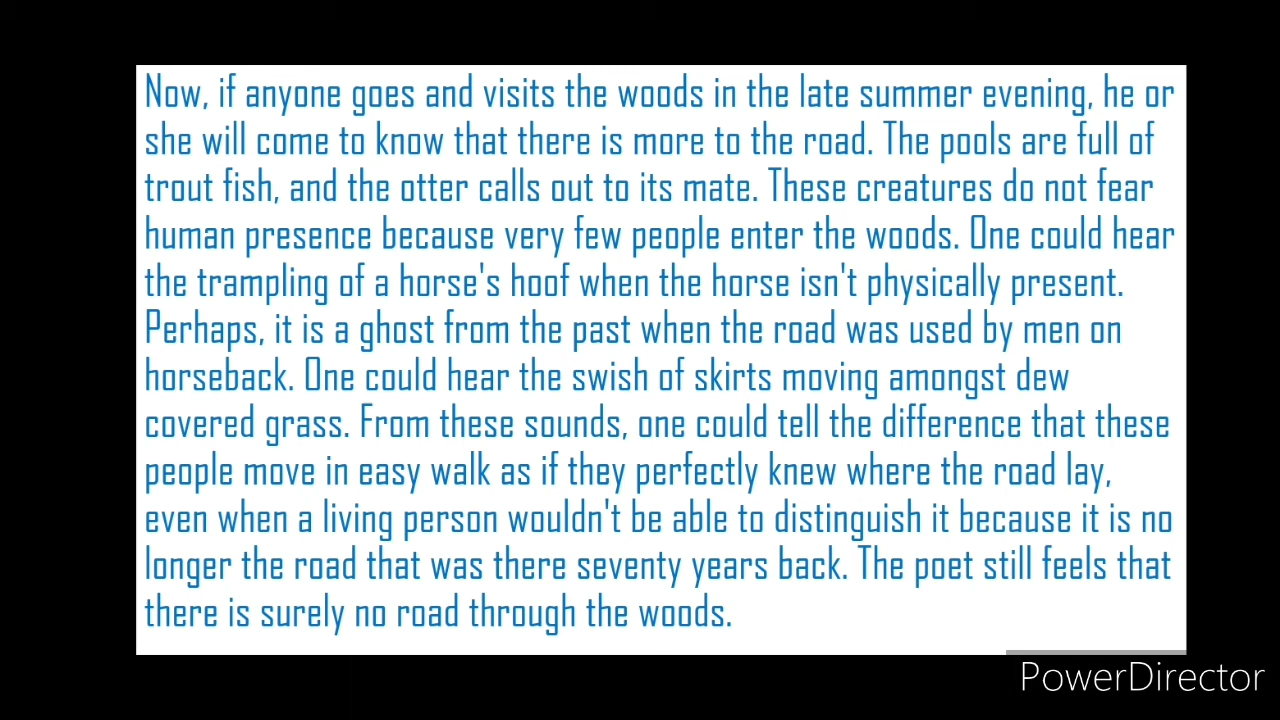 Now, if anyone goes and visits the woods in the late summer evening, he or
she will come to know that there is more to the road. The pools are full of
trout fish, and the otter calls out to its mate. These creatures do not fear
human presence because very few people enter the woods. One could hear
the trampling of a horse's hoof when the horse isn't physically present.
Perhaps, it is a ghost from the past when the road was used by men on
horseback. One could hear the swish of skirts moving amongst dew
covered grass. From these sounds, one could tell the difference that these
people move in easy walk as if they perfectly knew where the road lay,
even when a living person wouldn't be able to distinguish it because it is no
longer the road that was there seventy years back. The poet still feels that
there is surely no road through the woods.
PowerDirector